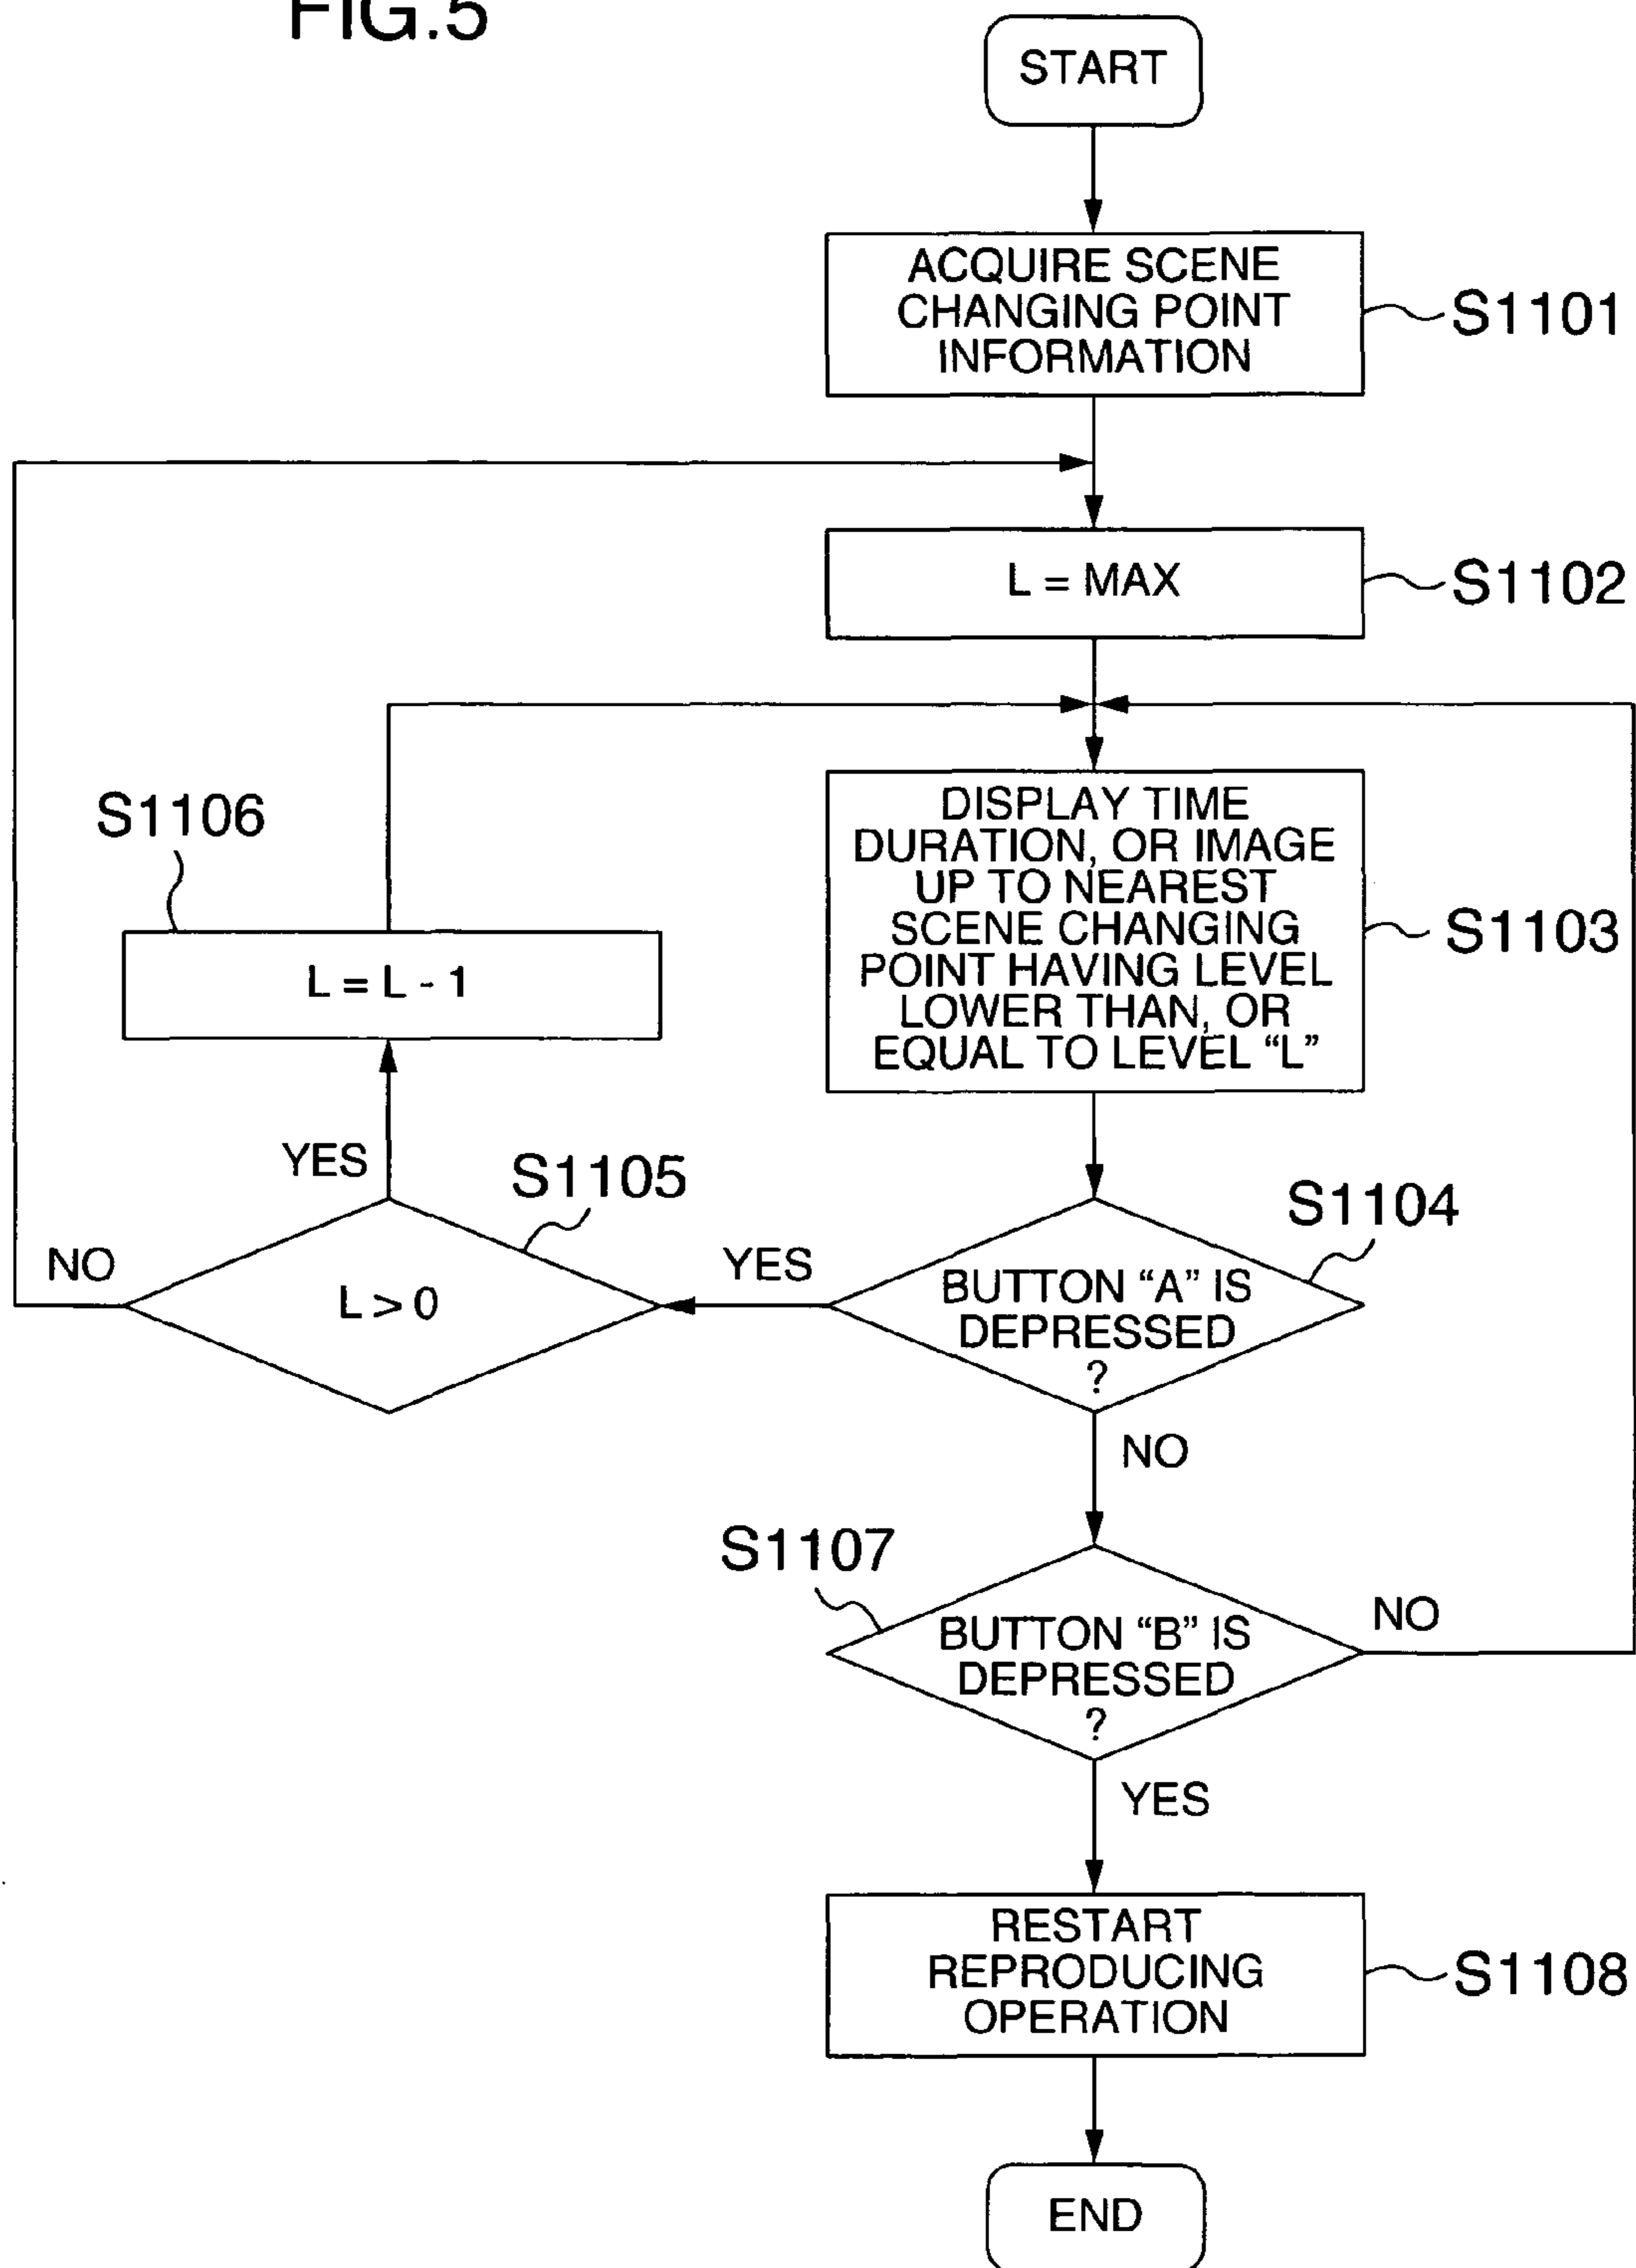 FIG.5
START
ACQUIRE SCENE
CHANGING POINT
INFORMATION
S1101
L = MAX
S1102
DISPLAY TIME
DURATION, OR IMAGE
UP TO NEAREST
SCENE CHANGING
POINT HAVING LEVEL
LOWER THAN, OR
EQUAL TO LEVEL “L”
S1103
S1106
L = L - 1
YES
S1105
NO
L > 0
YES
S1104
BUTTON “A” IS
DEPRESSED
?
NO
S1107
BUTTON “B” IS
DEPRESSED
?
NO
YES
RESTART
REPRODUCING
OPERATION
S1108
END